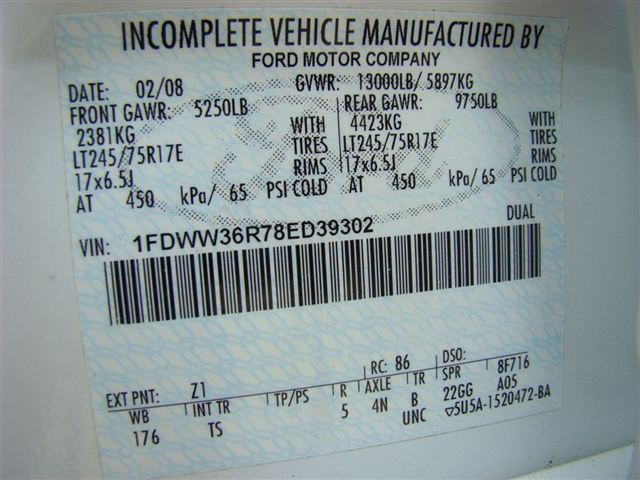 INCOMPLETE VEHICLE MANUFACTURED BY
FORD MOTOR COMPANY
DATE: 02/08 GVWR: 13000LB/ 5897KG
FRONT GAWR: 5250LB REAR GAWR: 9750LB
2381KG WITH 4423KG WITH
LT245/75R17E TIRES LT245/75R17E TIRES
17x6.5J RIMS 17x6.5J RIMS
AT 450 kPa/ 65 PSI COLD AT 450 kPa/ 65 PSI COLD
VIN: 1FDWW36R78ED39302 DUAL
EXT PNT: Z1 RC: 86 DSO: 8F716
WB INT TR TP/PS R AXLE TR SPR A05
176 TS 5 4N B 22GG
UNC ▽5U5A-1520472-BA